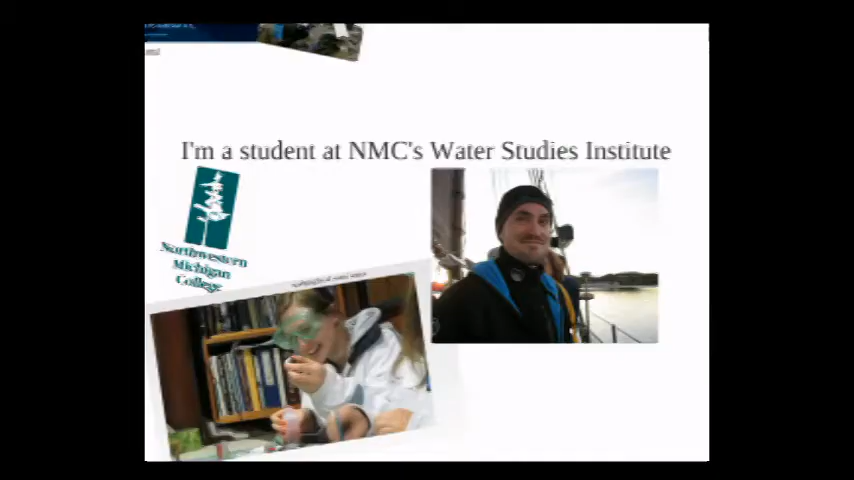 I'm a student at NMC's Water Studies Institute
Northwestern
Michigan
College